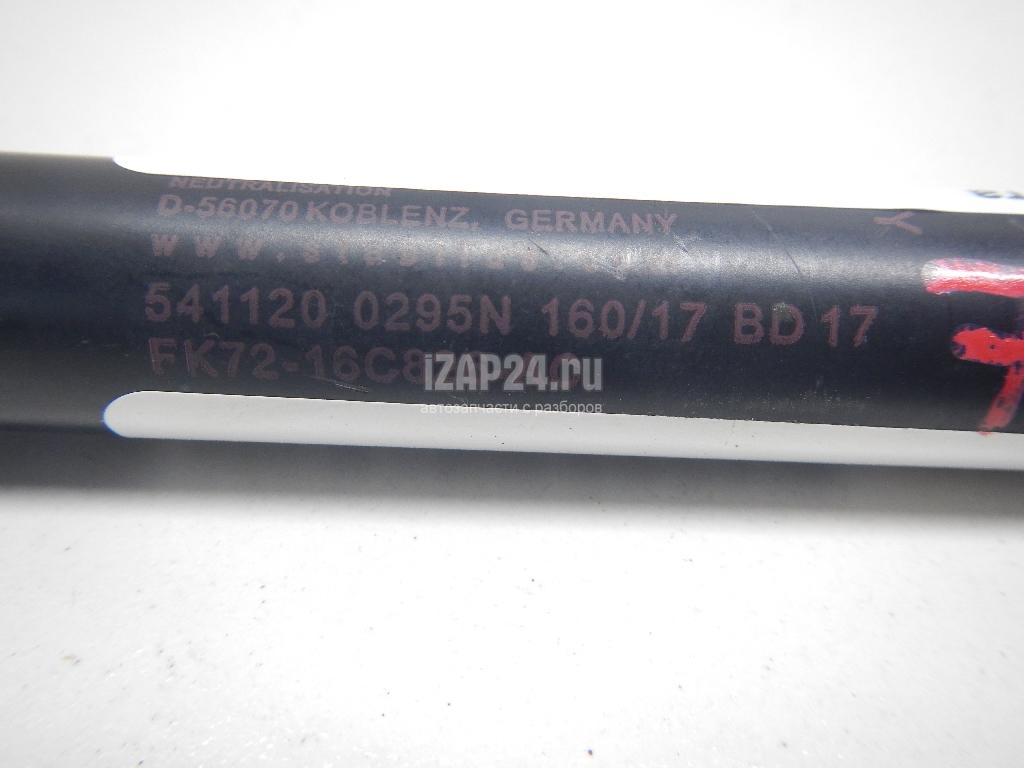 NEUTRALISATION
D-56070 KOBLENZ, GERMANY
541120 0295N 160/17 BD 17
iZAP24.ru
автозапчасти с разборов